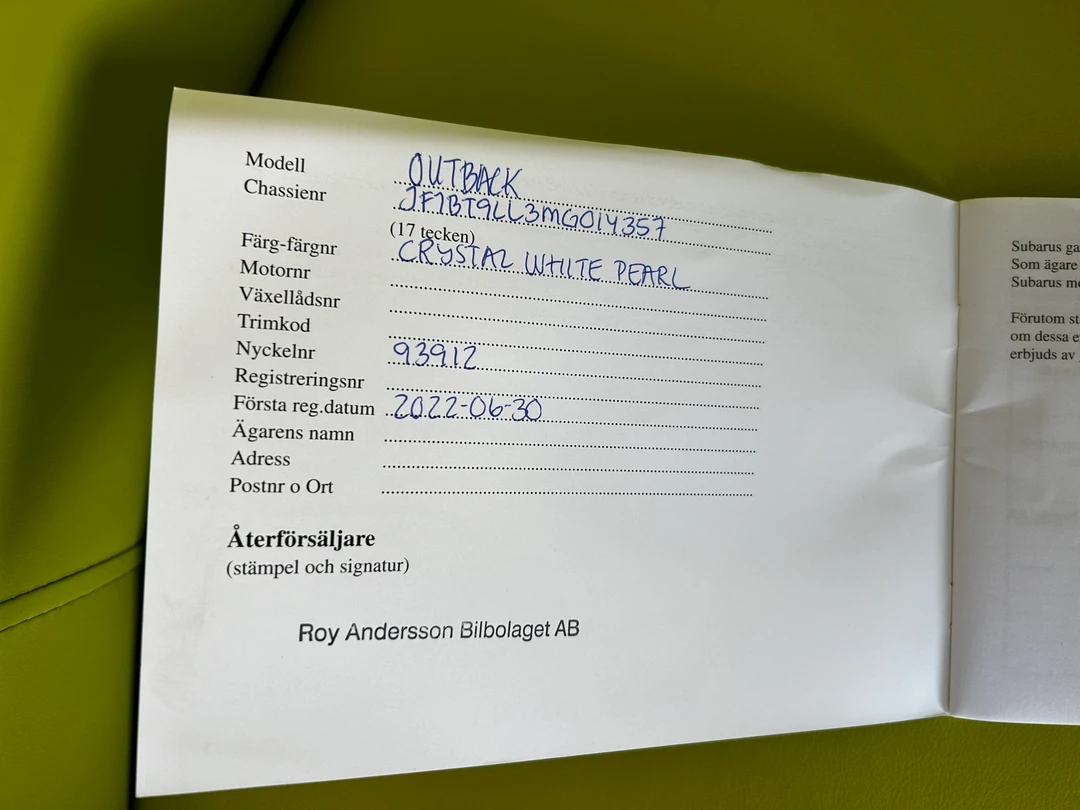 Modell OUTBACK
Chassienr JF1BT9LL3MG014357
(17 tecken)
Färg-färgnr CRYSTAL WHITE PEARL
Motornr
Växellådsnr
Trimkod
Nyckelnr 93912
Registreringsnr
Första reg.datum 2022-06-30
Ägarens namn
Adress
Postnr o Ort
Återförsäljare
(stämpel och signatur)
Roy Andersson Bilbolaget AB
Subarus ga
Som ägare
Subarus me
Förutom st
om dessa e
erbjuds av